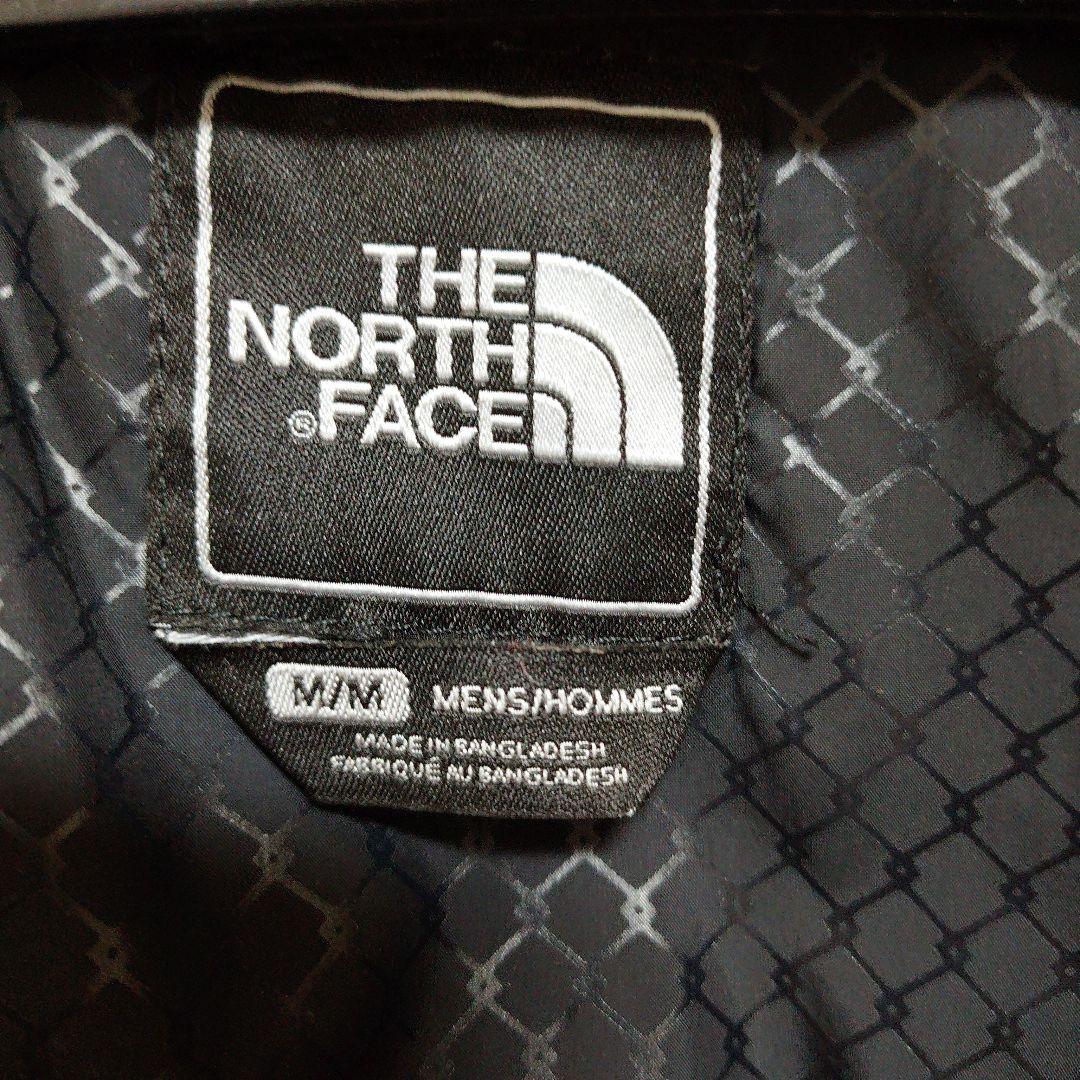 THE
NORTH
®FACE
M/M MENS/HOMMES
MADE IN BANGLADESH
FABRIQUÉ AU BANGLADESH